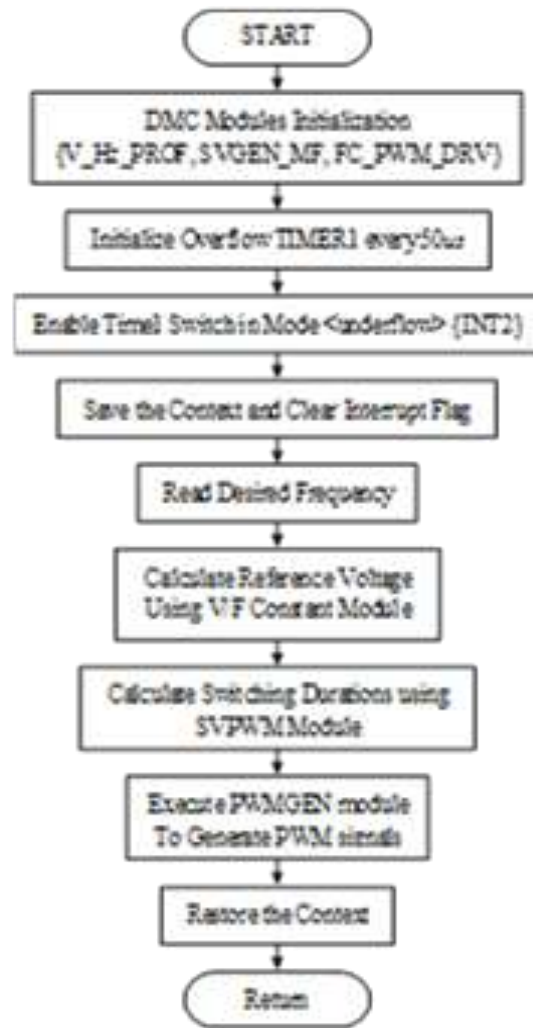 START
DMC Modules Initialization
{V_Hz_PROF, SVGEN_MF, FC_PWM_DRV}
Initialize Overflow TIMER1 every 50us
Enable Timel Switch in Mode <underflow> {INT2}
Save the Context and Clear Interrupt Flag
Read Desired Frequency
Calculate Reference Voltage
Using V/F Constant Module
Calculate Switching Durations using
SVPWM Module
Execute PWMGEN module
To Generate PWM signals
Restore the Context
Return